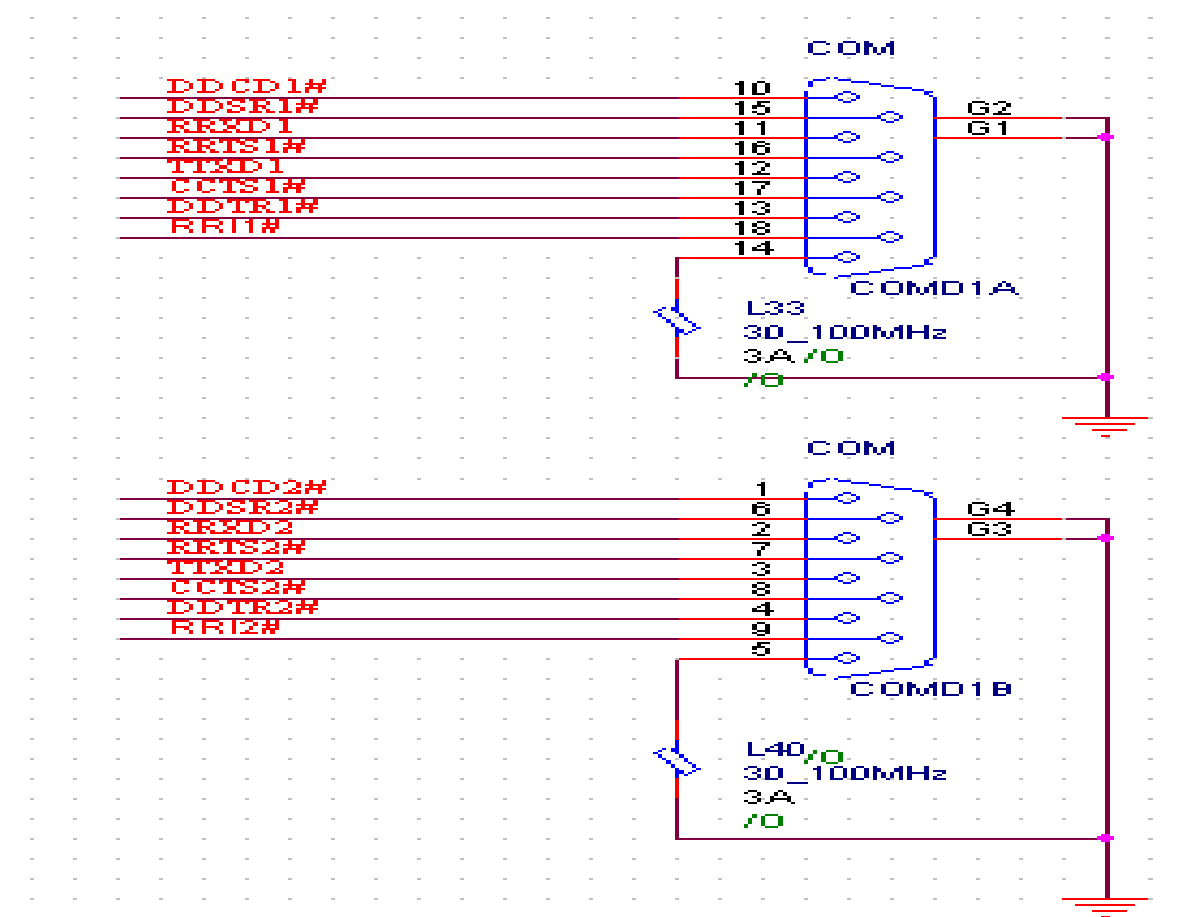 COM
DDCD1# 10
DDSR1# 15 G2
RRXD1 11 G1
RRTS1# 16
TTXD1 12
CCTS1# 17
DDTR1# 13
RRI1# 18
14
COMD1A
L33
30_100MHz
3A /O
/O
COM
DDCD2# 1
DDSR2# 6 G4
RRXD2 2 G3
RRTS2# 7
TTXD2 3
CCTS2# 8
DDTR2# 4
RRI2# 9
5
COMD1B
L40 /O
30_100MHz
3A
/O